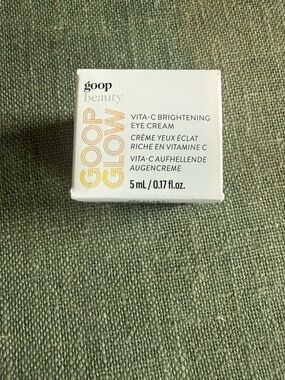 goop
beauty
GOOP
GLOW
VITA-C BRIGHTENING
EYE CREAM
CRÈME YEUX ÉCLAT
RICHE EN VITAMINE C
VITA-C AUFHELLENDE
AUGENCREME
5 mL / 0.17 fl.oz.